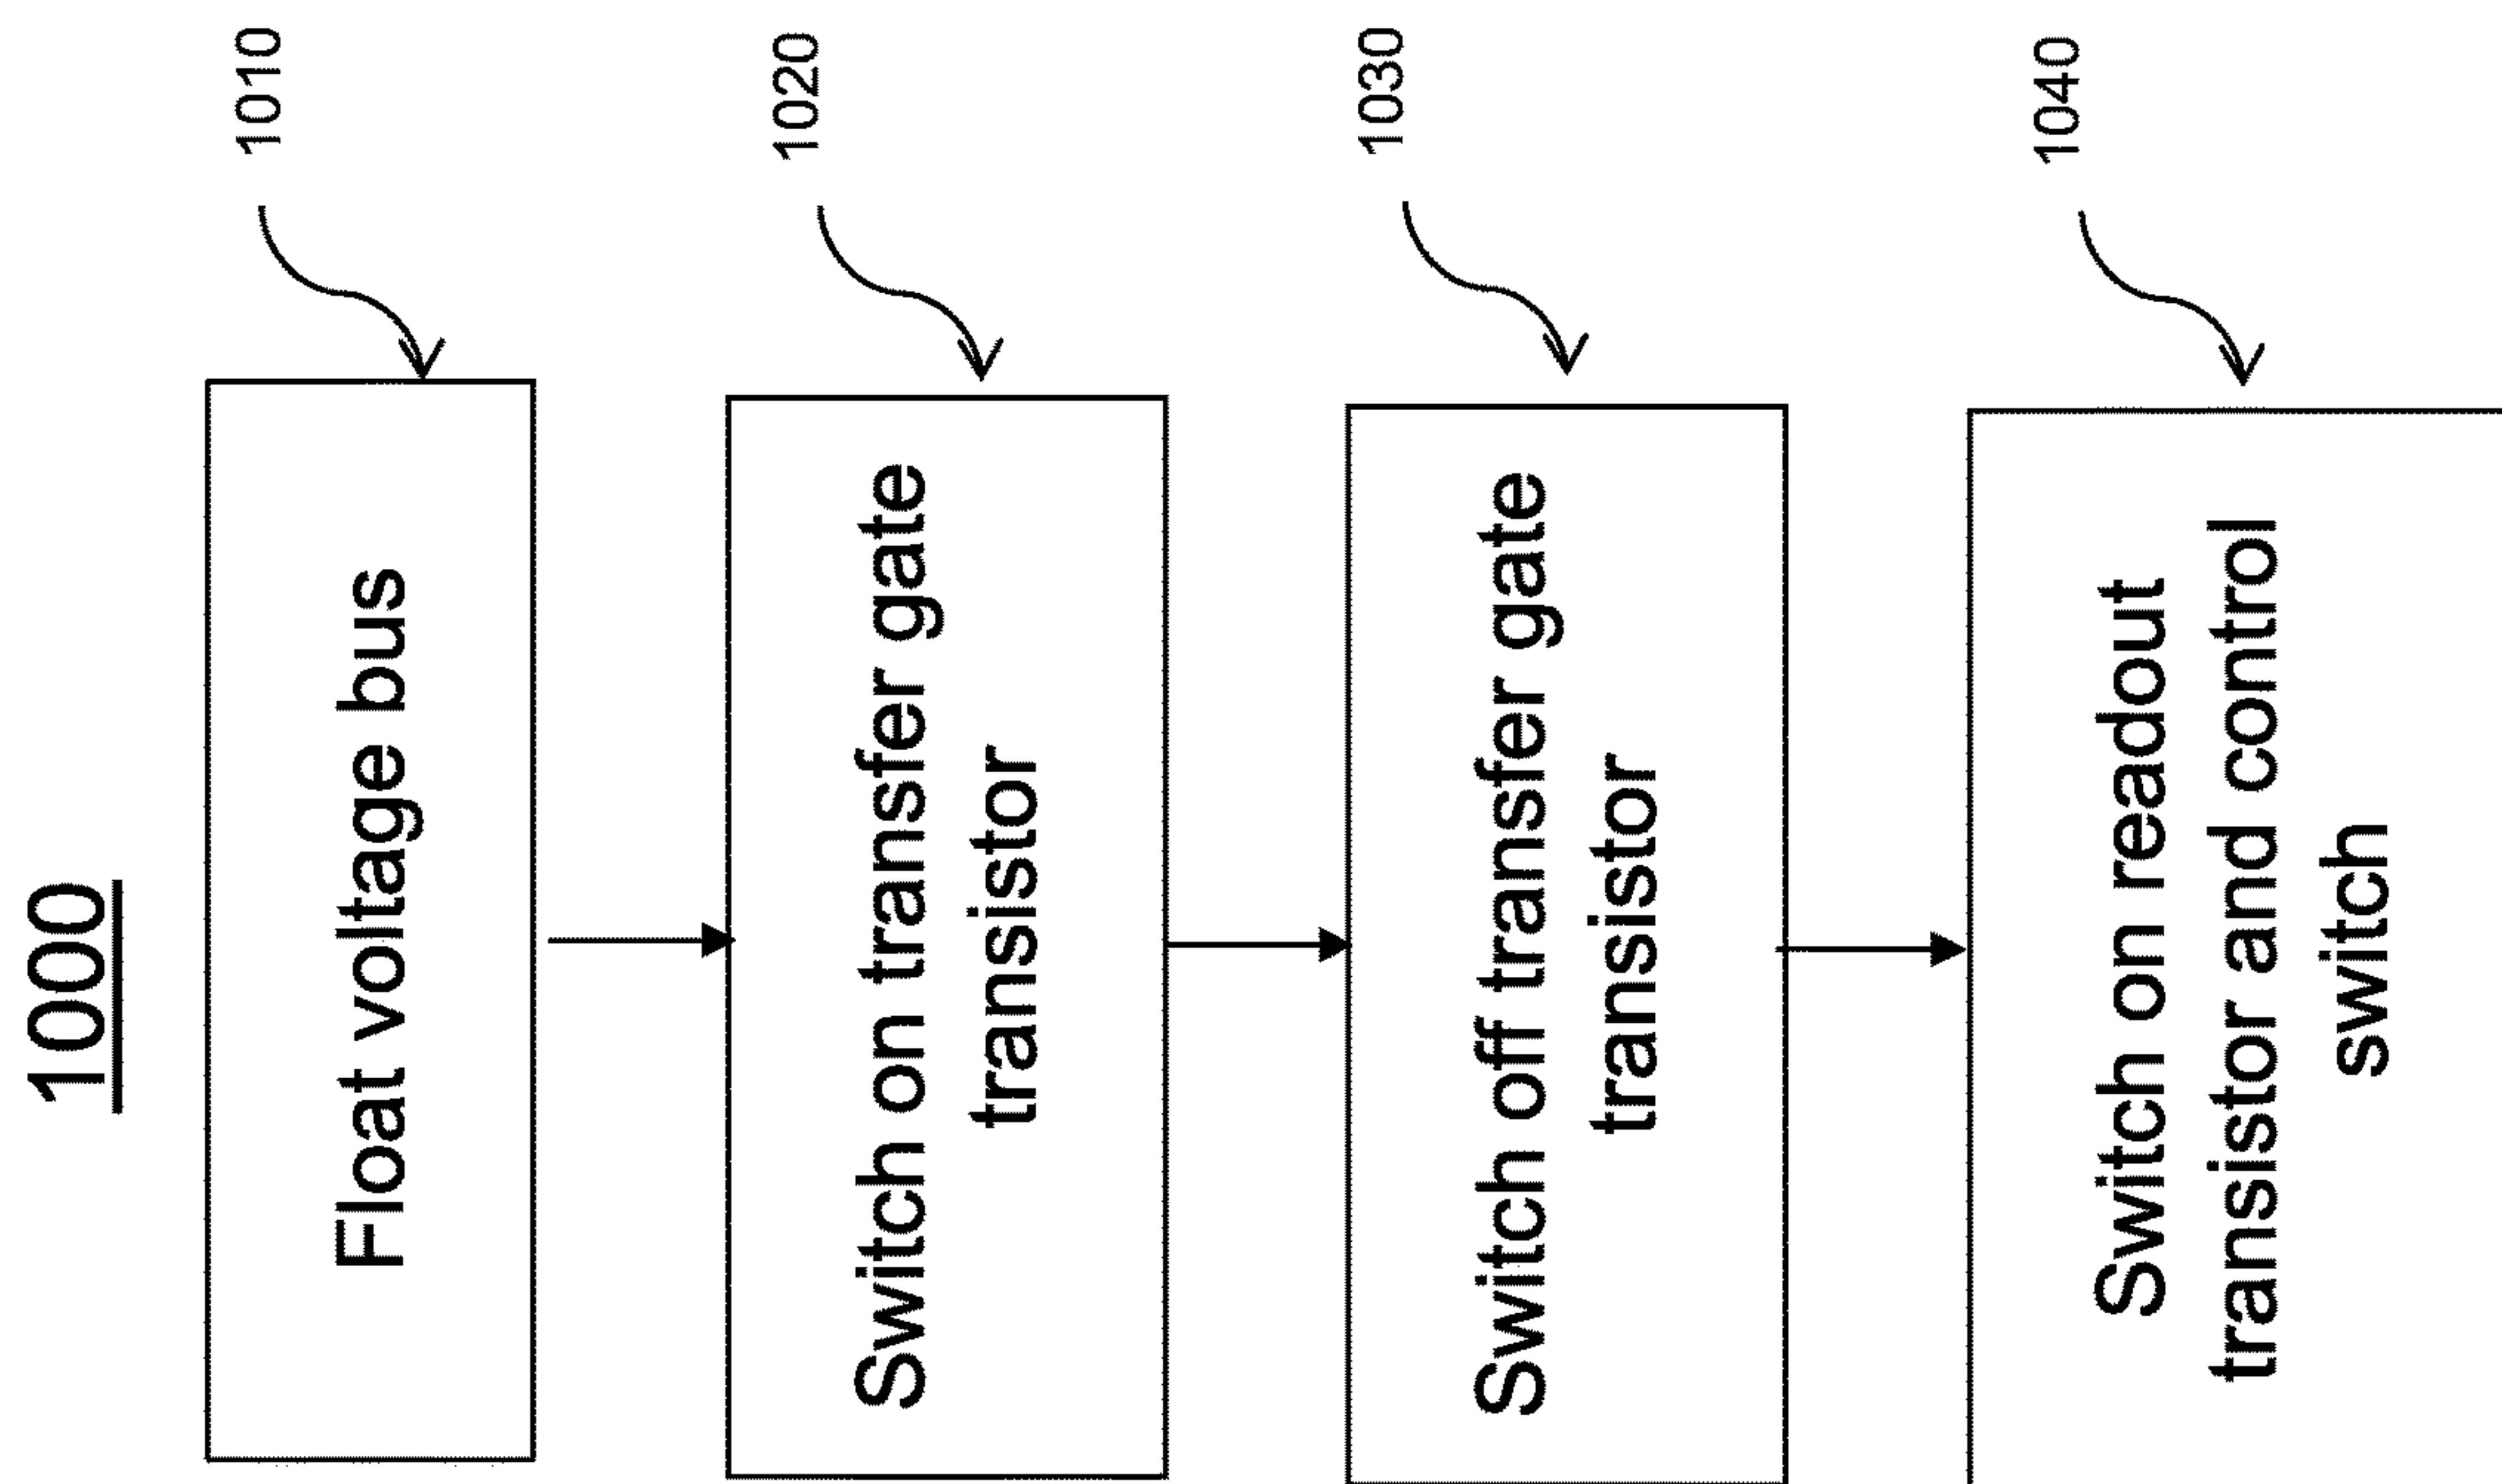 1000
Float voltage bus
1010
Switch on transfer gate
transistor
1020
Switch off transfer gate
transistor
1030
Switch on readout
transistor and control
switch
1040